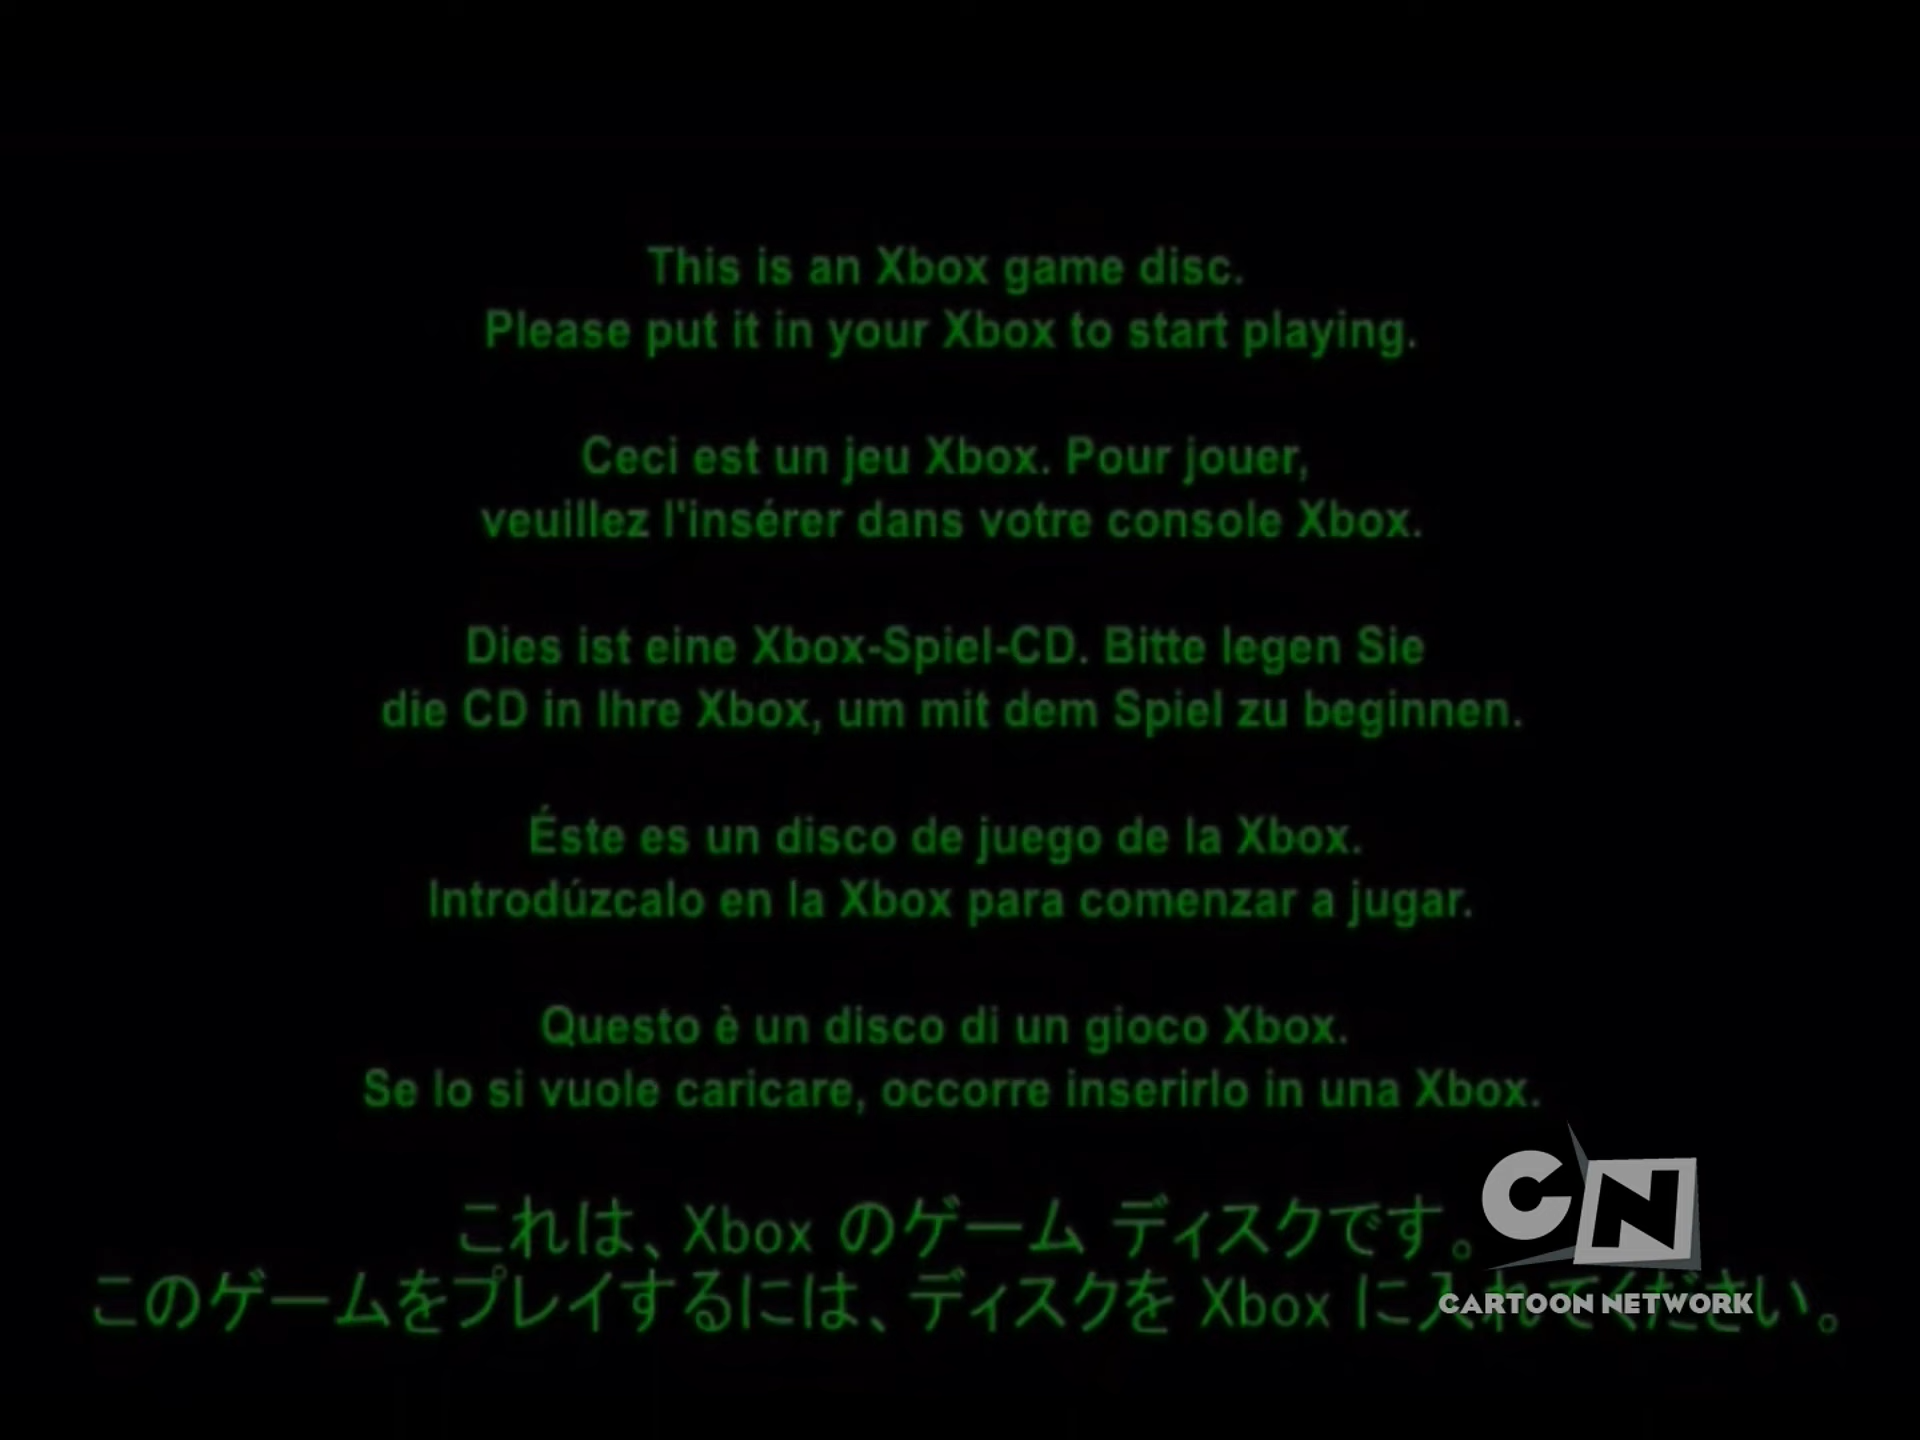 This is an Xbox game disc.
Please put it in your Xbox to start playing.
Ceci est un jeu Xbox. Pour jouer,
veuillez l'insérer dans votre console Xbox.
Dies ist eine Xbox-Spiel-CD. Bitte legen Sie
die CD in Ihre Xbox, um mit dem Spiel zu beginnen.
Éste es un disco de juego de la Xbox.
Introdúzcalo en la Xbox para comenzar a jugar.
Questo è un disco di un gioco Xbox.
Se lo si vuole caricare, occorre inserirlo in una Xbox.
これは、Xbox のゲーム ディスクです。
このゲームをプレイするには、ディスクを Xbox に入れてください。
CN
CARTOON NETWORK